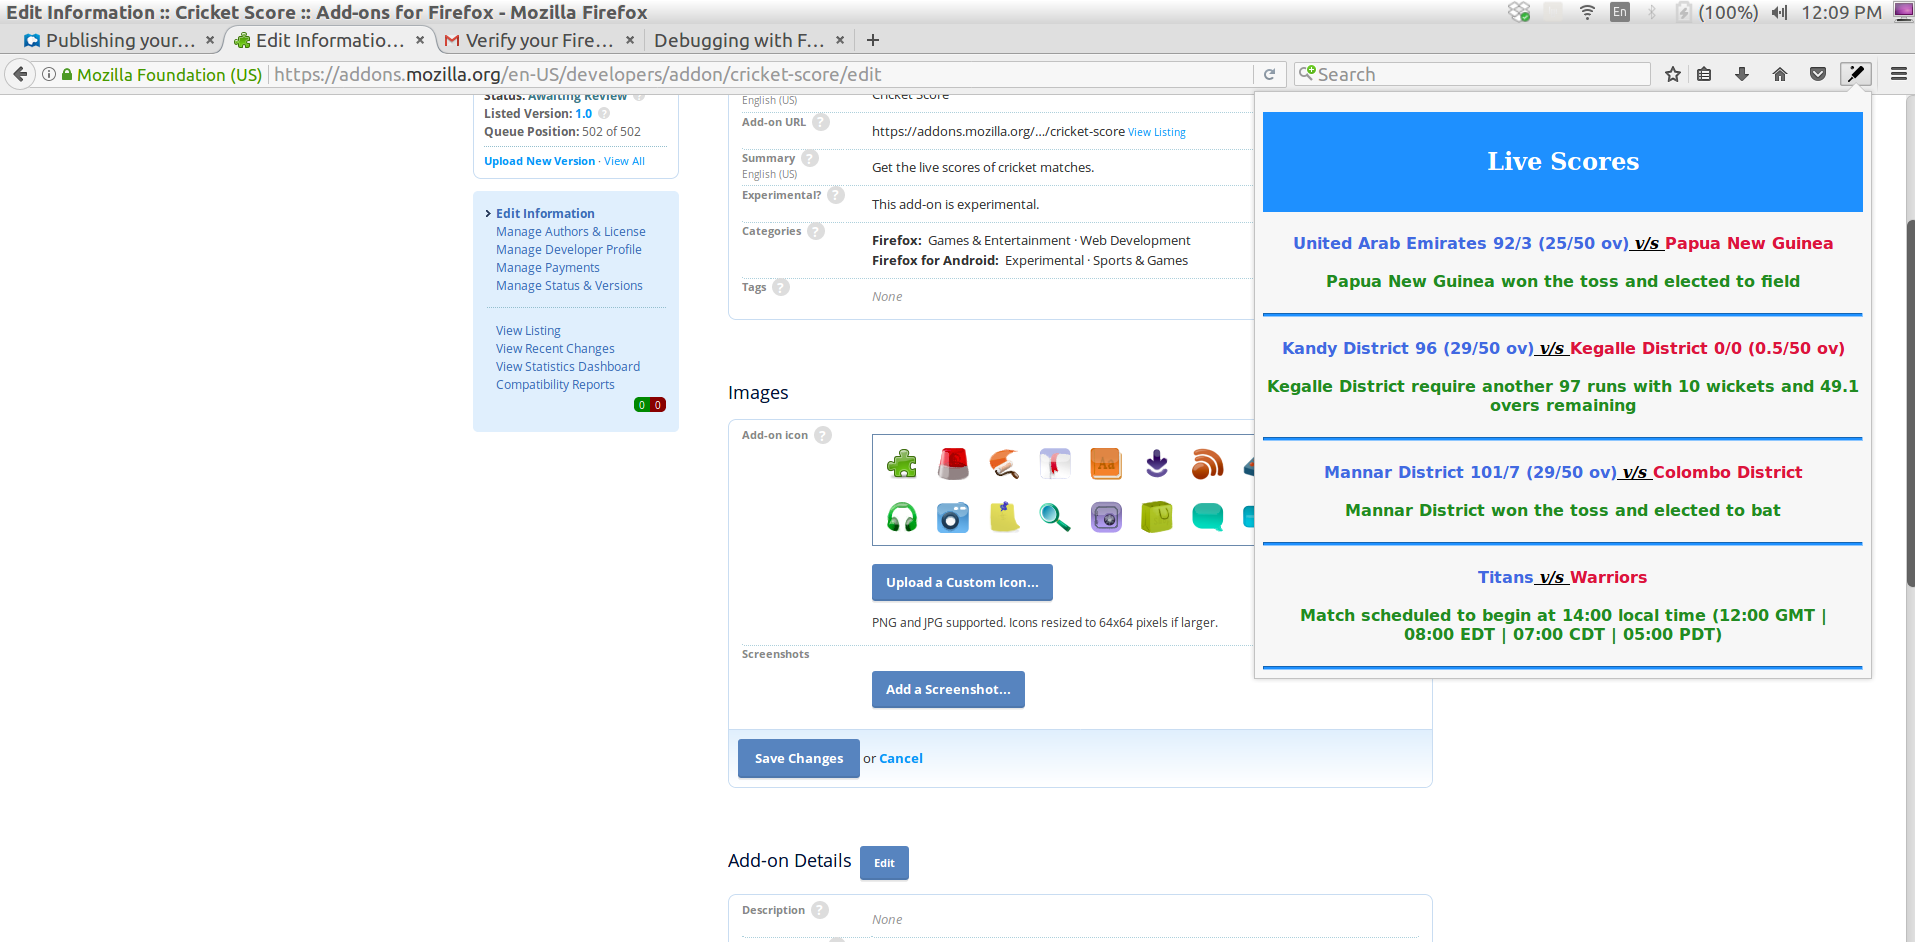 Edit Information :: Cricket Score :: Add-ons for Firefox - Mozilla Firefox
En (100%) 12:09 PM
Publishing your... × Edit Informatio... × Verify your Fire... × Debugging with F... × +
Mozilla Foundation (US) https://addons.mozilla.org/en-US/developers/addon/cricket-score/edit Search
Status: Awaiting Review ?
Listed Version: 1.0 ?
Queue Position: 502 of 502
Upload New Version · View All
Edit Information
Manage Authors & License
Manage Developer Profile
Manage Payments
Manage Status & Versions
View Listing
View Recent Changes
View Statistics Dashboard
Compatibility Reports
0 0
English (US) Cricket Score
Add-on URL ? https://addons.mozilla.org/.../cricket-score View Listing
Summary ?
English (US)
Get the live scores of cricket matches.
Experimental? ? This add-on is experimental.
Categories ?
Firefox: Games & Entertainment · Web Development
Firefox for Android: Experimental · Sports & Games
Tags ? None
Images
Add-on icon ?
Aa
Upload a Custom Icon...
PNG and JPG supported. Icons resized to 64x64 pixels if larger.
Screenshots
Add a Screenshot...
Save Changes or Cancel
Add-on Details Edit
Description ? None
Live Scores
United Arab Emirates 92/3 (25/50 ov) v/s Papua New Guinea
Papua New Guinea won the toss and elected to field
Kandy District 96 (29/50 ov) v/s Kegalle District 0/0 (0.5/50 ov)
Kegalle District require another 97 runs with 10 wickets and 49.1
overs remaining
Mannar District 101/7 (29/50 ov) v/s Colombo District
Mannar District won the toss and elected to bat
Titans v/s Warriors
Match scheduled to begin at 14:00 local time (12:00 GMT |
08:00 EDT | 07:00 CDT | 05:00 PDT)